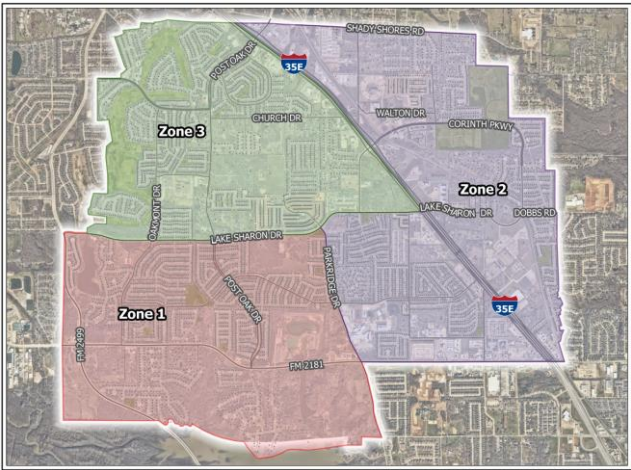 SHADY SHORES RD
POST OAK DR
35E
WALTON DR
CHURCH DR
CORINTH PKWY
Zone 3
Zone 2
OAKMONT DR
LAKE SHARON DR
DOBBS RD
LAKE SHARON DR
PARKRIDGE DR
POST OAK DR
Zone 1
35E
FM 2499
FM 2181